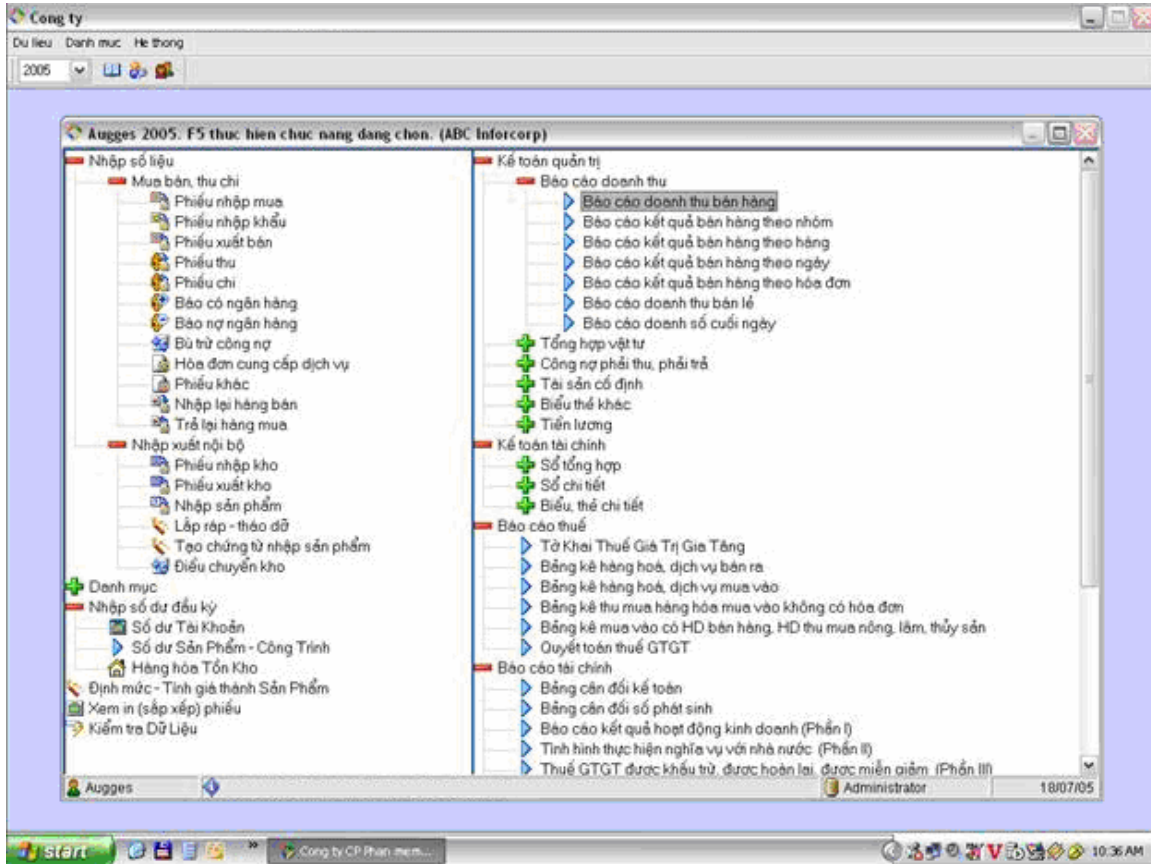 Cong ty
Du lieu Danh muc He thong
2005
Augges 2005. F5 thuc hien chuc nang dang chon. (ABC Inforcorp)
Nhập số liệu
Mua bán, thu chi
Phiếu nhập mua
Phiếu nhập khẩu
Phiếu xuất bán
Phiếu thu
Phiếu chi
Báo có ngân hàng
Báo nợ ngân hàng
Bù trừ công nợ
Hóa đơn cung cấp dịch vụ
Phiếu khác
Nhập lại hàng bán
Trả lại hàng mua
Nhập xuất nội bộ
Phiếu nhập kho
Phiếu xuất kho
Nhập sản phẩm
Lắp ráp - tháo dỡ
Tạo chứng từ nhập sản phẩm
Điều chuyển kho
Danh mục
Nhập số dư đầu kỳ
Số dư Tài Khoản
Số dư Sản Phẩm - Công Trình
Hàng hóa Tồn Kho
Định mức - Tính giá thành Sản Phẩm
Xem in (sắp xếp) phiếu
Kiểm tra Dữ Liệu
Kế toán quản trị
Báo cáo doanh thu
Báo cáo doanh thu bán hàng
Báo cáo kết quả bán hàng theo nhóm
Báo cáo kết quả bán hàng theo hàng
Báo cáo kết quả bán hàng theo ngày
Báo cáo kết quả bán hàng theo hóa đơn
Báo cáo doanh thu bán lẻ
Báo cáo doanh số cuối ngày
Tổng hợp vật tư
Công nợ phải thu, phải trả
Tài sản cố định
Biểu thẻ khác
Tiền lương
Kế toán tài chính
Sổ tổng hợp
Sổ chi tiết
Biểu, thẻ chi tiết
Báo cáo thuế
Tờ Khai Thuế Giá Trị Gia Tăng
Bảng kê hàng hoá, dịch vụ bán ra
Bảng kê hàng hoá, dịch vụ mua vào
Bảng kê thu mua hàng hóa mua vào không có hóa đơn
Bảng kê mua vào có HD bán hàng, HD thu mua nông, lâm, thủy sản
Quyết toán thuế GTGT
Báo cáo tài chính
Bảng cân đối kế toán
Bảng cân đối số phát sinh
Báo cáo kết quả hoạt động kinh doanh (Phần I)
Tình hình thực hiện nghĩa vụ với nhà nước (Phần II)
Thuế GTGT được khấu trừ, được hoàn lại, được miễn giảm (Phần III)
Augges Administrator 18/07/05
start Cong ty CP Phan mem... 10:36 AM